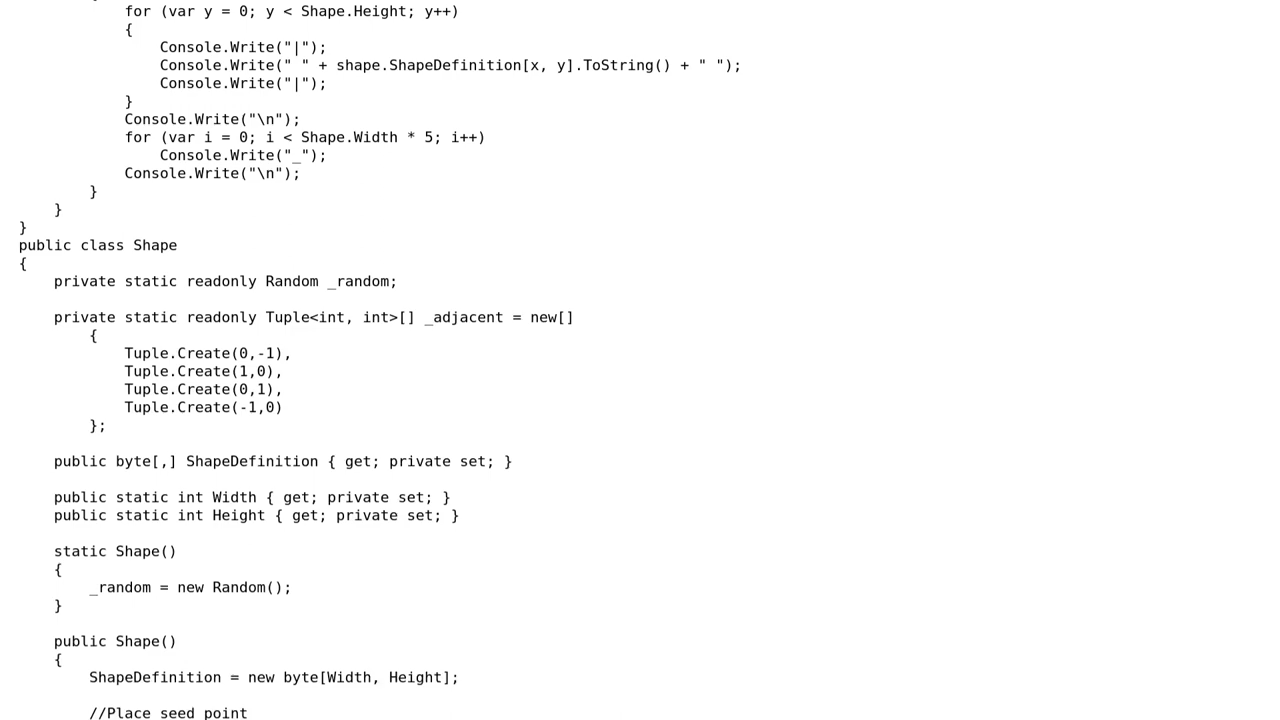 for (var y = 0; y < Shape.Height; y++)
            {
                Console.Write("|");
                Console.Write(" " + shape.ShapeDefinition[x, y].ToString() + " ");
                Console.Write("|");
            }
            Console.Write("\n");
            for (var i = 0; i < Shape.Width * 5; i++)
                Console.Write("_");
            Console.Write("\n");
        }
    }
}
public class Shape
{
    private static readonly Random _random;

    private static readonly Tuple<int, int>[] _adjacent = new[]
        {
            Tuple.Create(0,-1),
            Tuple.Create(1,0),
            Tuple.Create(0,1),
            Tuple.Create(-1,0)
        };

    public byte[,] ShapeDefinition { get; private set; }

    public static int Width { get; private set; }
    public static int Height { get; private set; }

    static Shape()
    {
        _random = new Random();
    }

    public Shape()
    {
        ShapeDefinition = new byte[Width, Height];

        //Place seed point